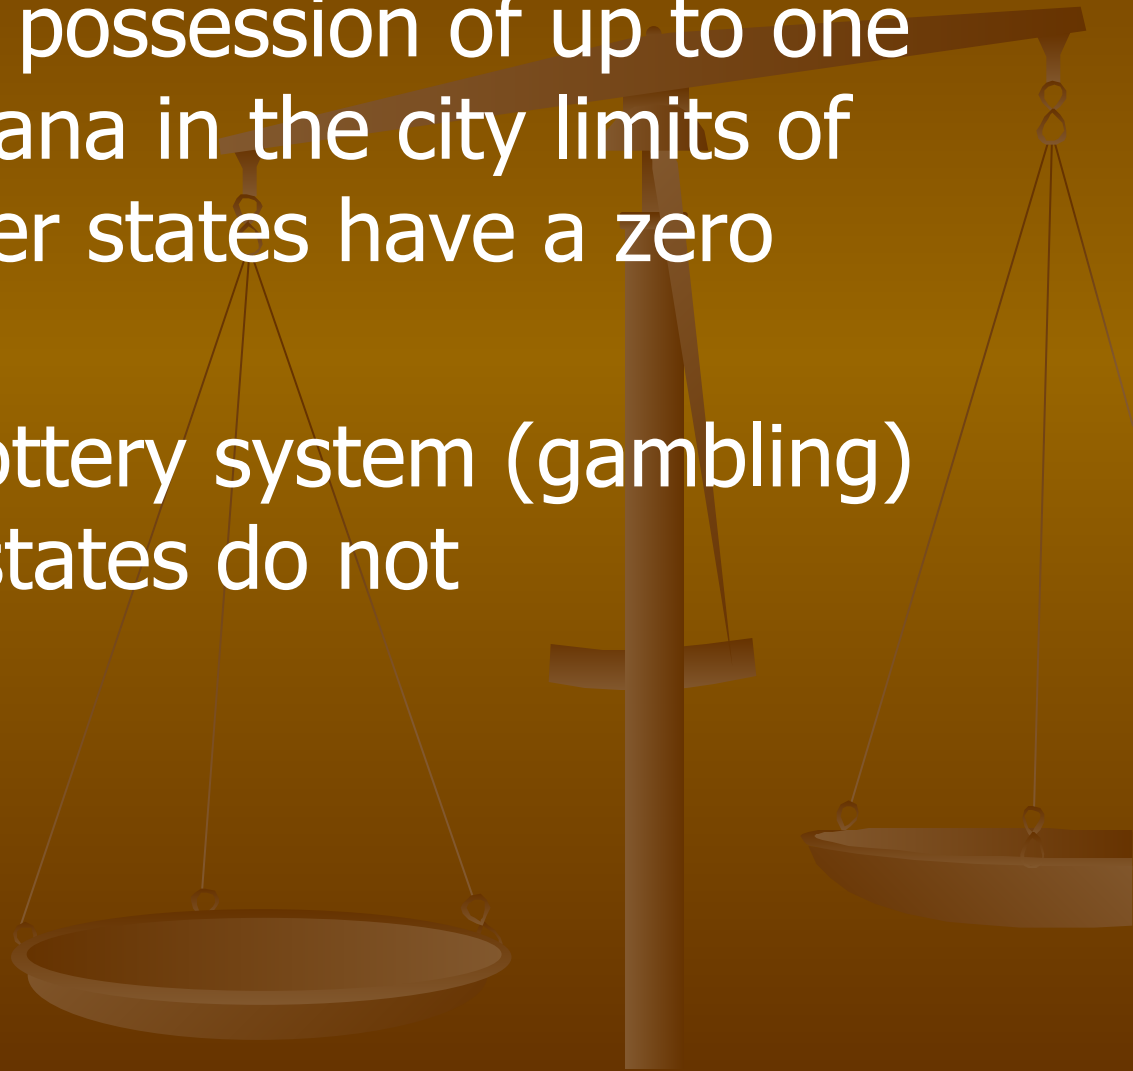 possession of up to one
ana in the city limits of
er states have a zero
ottery system (gambling)
states do not